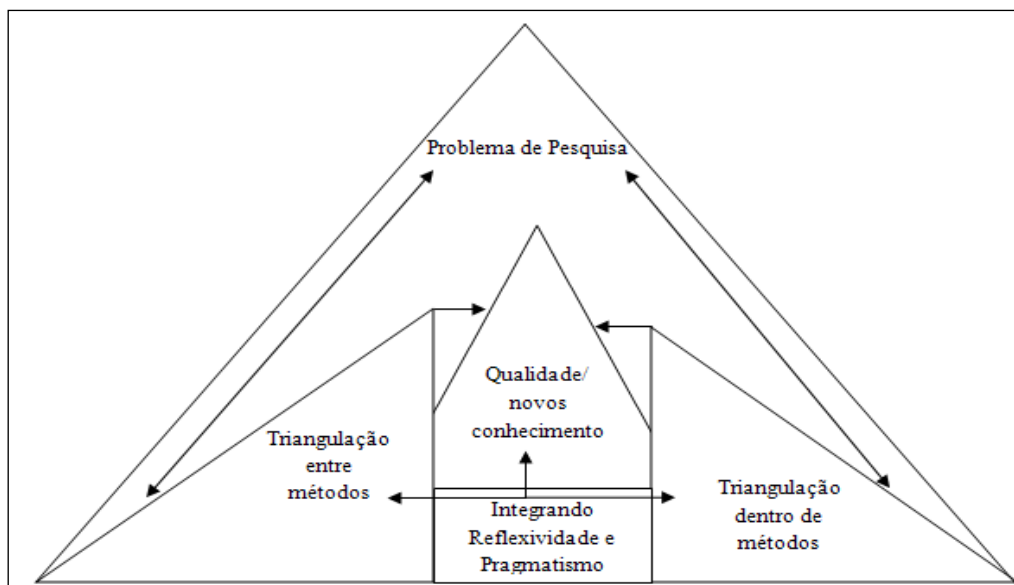 Problema de Pesquisa
Qualidade/
novos
conhecimento
Triangulação
entre
métodos
Triangulação
dentro de
métodos
Integrando
Reflexividade e
Pragmatismo